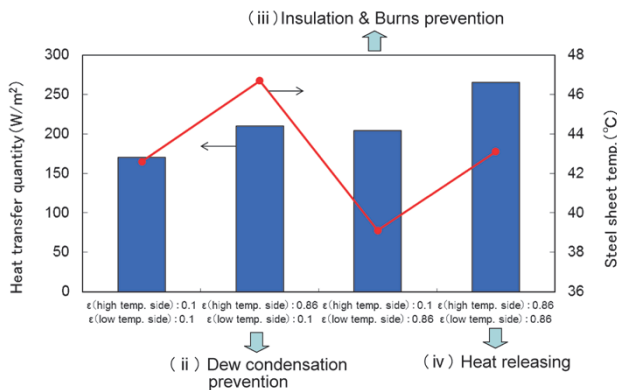 (iii) Insulation & Burns prevention
Heat transfer quantity (W/m²)
300
250
200
150
100
50
0
48
46
44
42
40
38
36
Steel sheet temp. (℃)
ε(high temp. side) : 0.1
ε(low temp. side) : 0.1
ε(high temp. side) : 0.86
ε(low temp. side) : 0.1
ε(high temp. side) : 0.1
ε(low temp. side) : 0.86
ε(high temp. side) : 0.86
ε(low temp. side) : 0.86
(ii) Dew condensation
prevention
(iv) Heat releasing